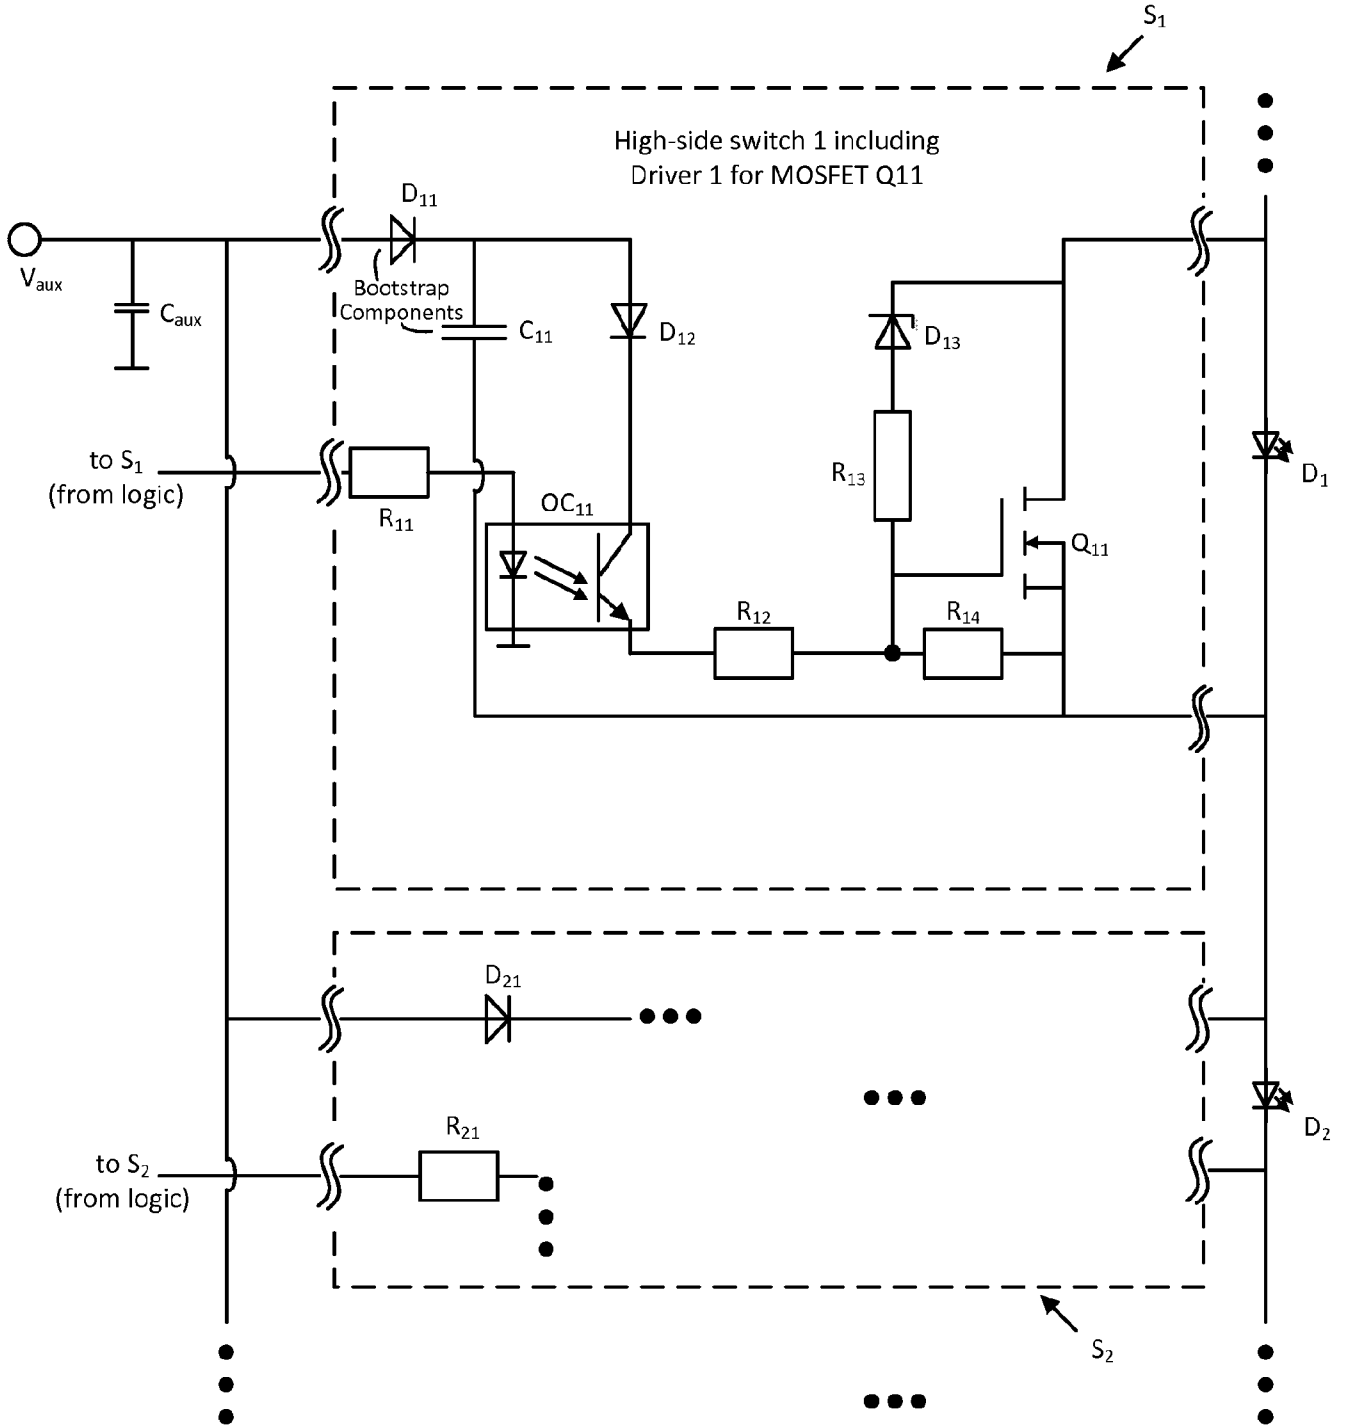 S₁
High-side switch 1 including
Driver 1 for MOSFET Q11
D₁₁
Vₐᵤₓ
Bootstrap
Components
Cₐᵤₓ
C₁₁
D₁₂
D₁₃
to S₁
(from logic)
R₁₁
OC₁₁
R₁₃
D₁
Q₁₁
R₁₂
R₁₄
D₂₁
R₂₁
D₂
to S₂
(from logic)
S₂